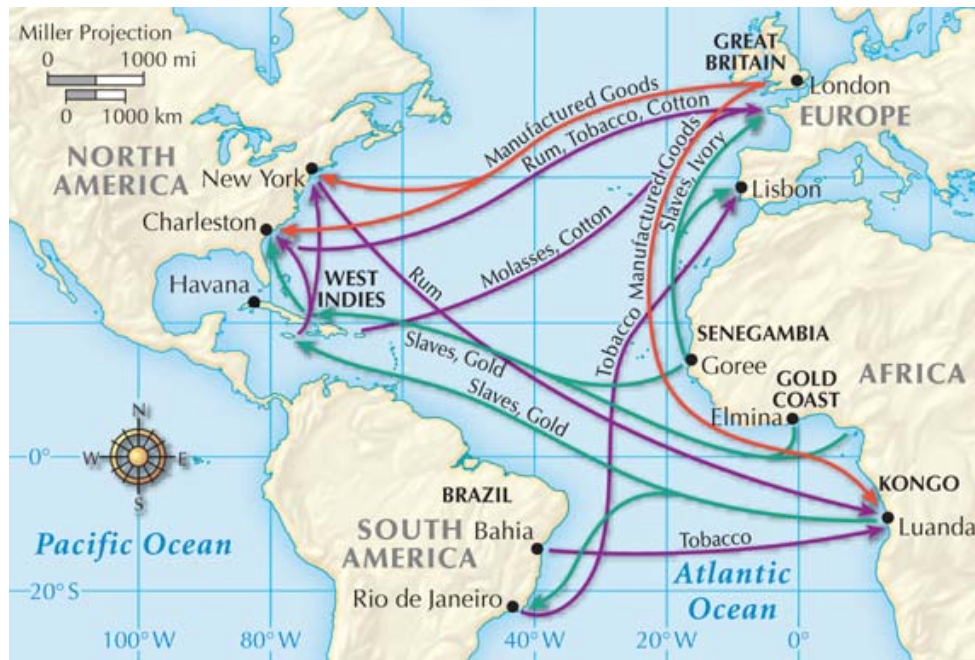 Miller Projection
0 1000 mi
0 1000 km
GREAT
BRITAIN
London
EUROPE
Manufactured Goods
Rum, Tobacco, Cotton
NORTH
AMERICA
New York
Manufactured Goods
Slaves, Ivory
Lisbon
Charleston
Molasses, Cotton
Havana
WEST
INDIES
Rum
Tobacco
SENEGAMBIA
Goree
AFRICA
Slaves, Gold
Slaves, Gold
GOLD
COAST
Elmina
N
W E
S
0°
KONGO
Luanda
BRAZIL
SOUTH
AMERICA
Bahia
Tobacco
Pacific Ocean
Atlantic
Ocean
20°S
Rio de Janeiro
100°W 80°W 40°W 20°W 0°